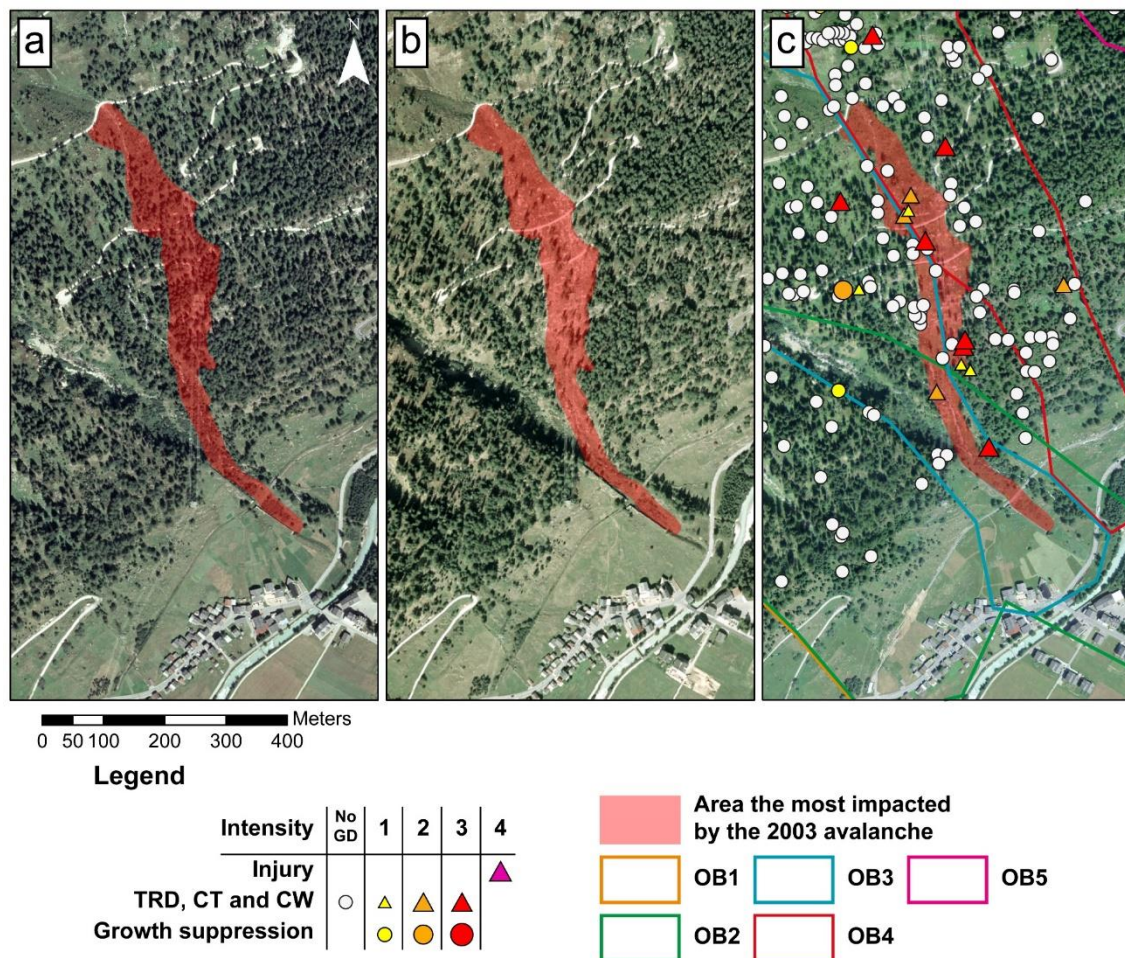 a
b
c
N
Meters
0 50 100 200 300 400
Legend
Intensity No GD 1 2 3 4
Injury
TRD, CT and CW
Growth suppression
Area the most impacted
by the 2003 avalanche
OB1 OB3 OB5
OB2 OB4